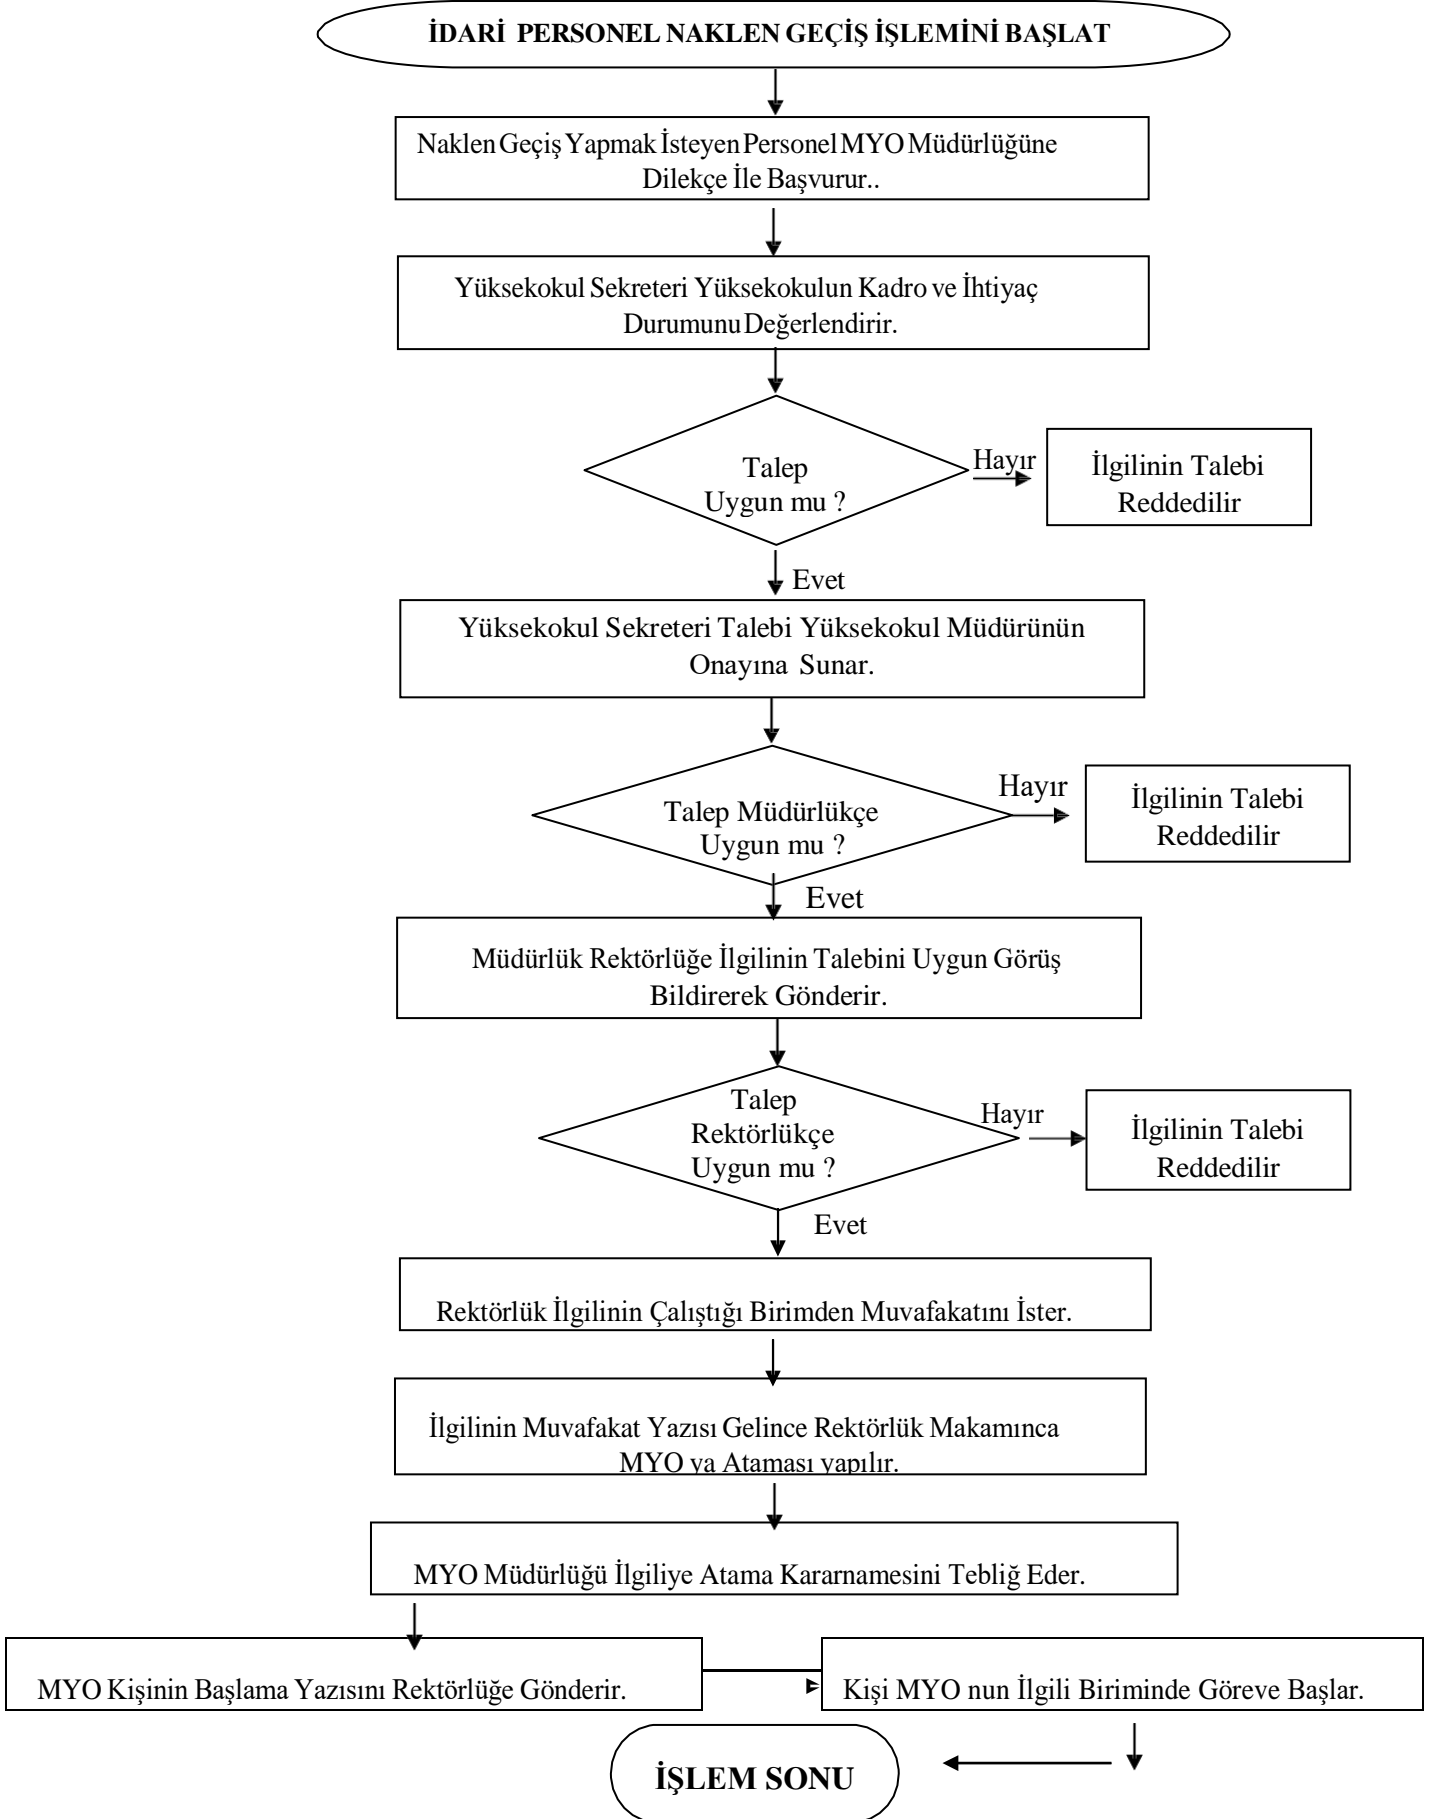 İDARİ PERSONEL NAKLEN GEÇİŞ İŞLEMİNİ BAŞLAT
Naklen Geçiş Yapmak İsteyen Personel MYO Müdürlüğüne
Dilekçe İle Başvurur..
Yüksekokul Sekreteri Yüksekokulun Kadro ve İhtiyaç
Durumunu Değerlendirir.
Talep
Uygun mu ?
Hayır
İlgilinin Talebi
Reddedilir
Evet
Yüksekokul Sekreteri Talebi Yüksekokul Müdürünün
Onayına Sunar.
Talep Müdürlükçe
Uygun mu ?
Hayır
İlgilinin Talebi
Reddedilir
Evet
Müdürlük Rektörlüğe İlgilinin Talebini Uygun Görüş
Bildirerek Gönderir.
Talep
Rektörlükçe
Uygun mu ?
Hayır
İlgilinin Talebi
Reddedilir
Evet
Rektörlük İlgilinin Çalıştığı Birimden Muvafakatını İster.
İlgilinin Muvafakat Yazısı Gelince Rektörlük Makamınca
MYO ya Ataması yapılır.
MYO Müdürlüğü İlgiliye Atama Kararnamesini Tebliğ Eder.
MYO Kişinin Başlama Yazısını Rektörlüğe Gönderir.
Kişi MYO nun İlgili Biriminde Göreve Başlar.
İŞLEM SONU